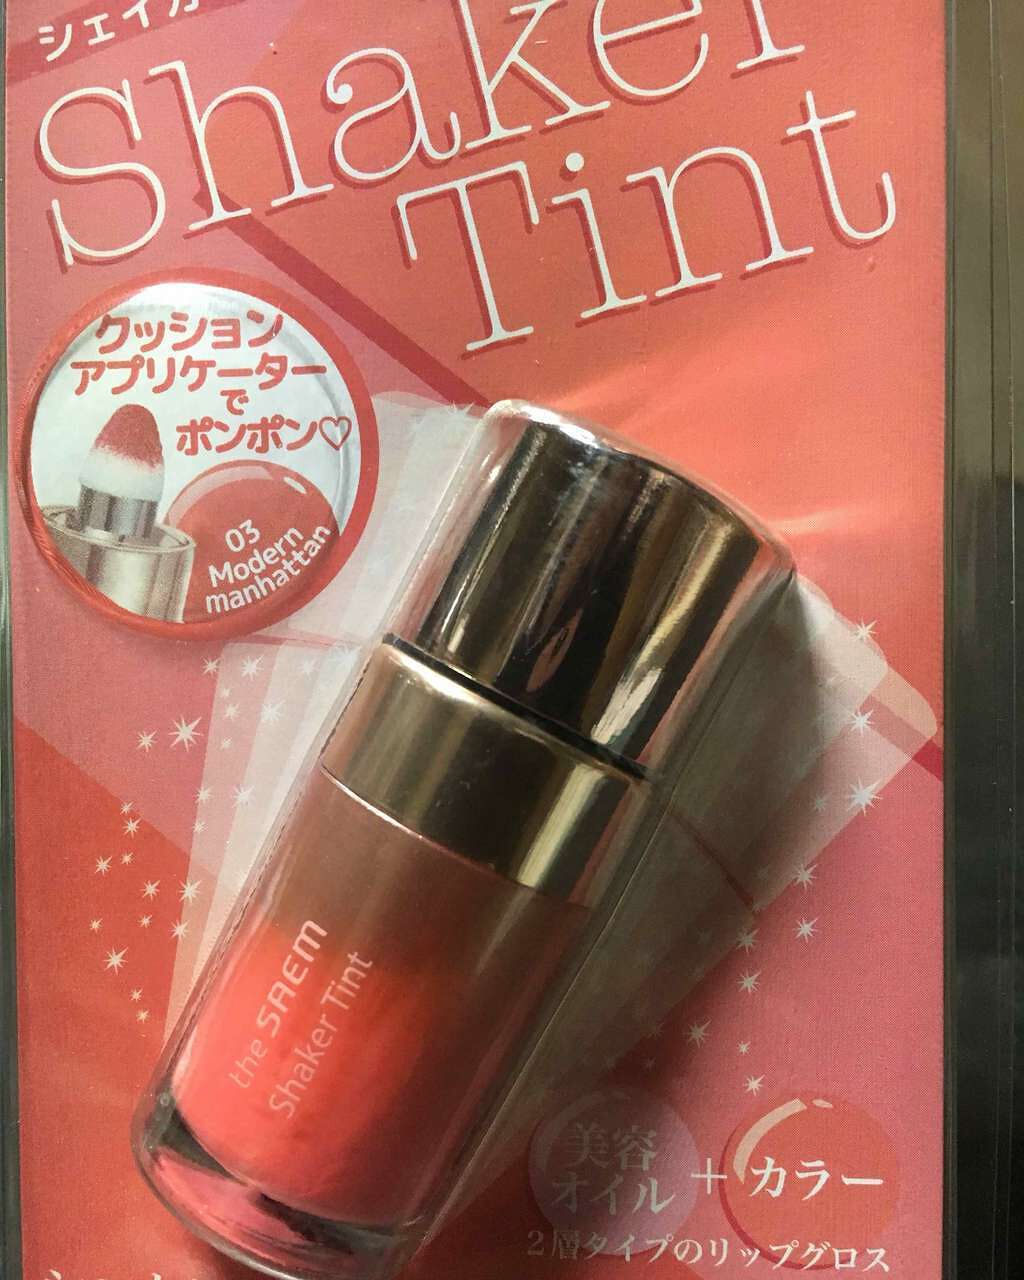 シェイカ
Shaker
Tint
クッション
アプリケーター
で
ポンポン♡
03
Modern
manhattan
the SAEM
Shaker Tint
美容
オイル
+ カラー
2層タイプのリップグロス